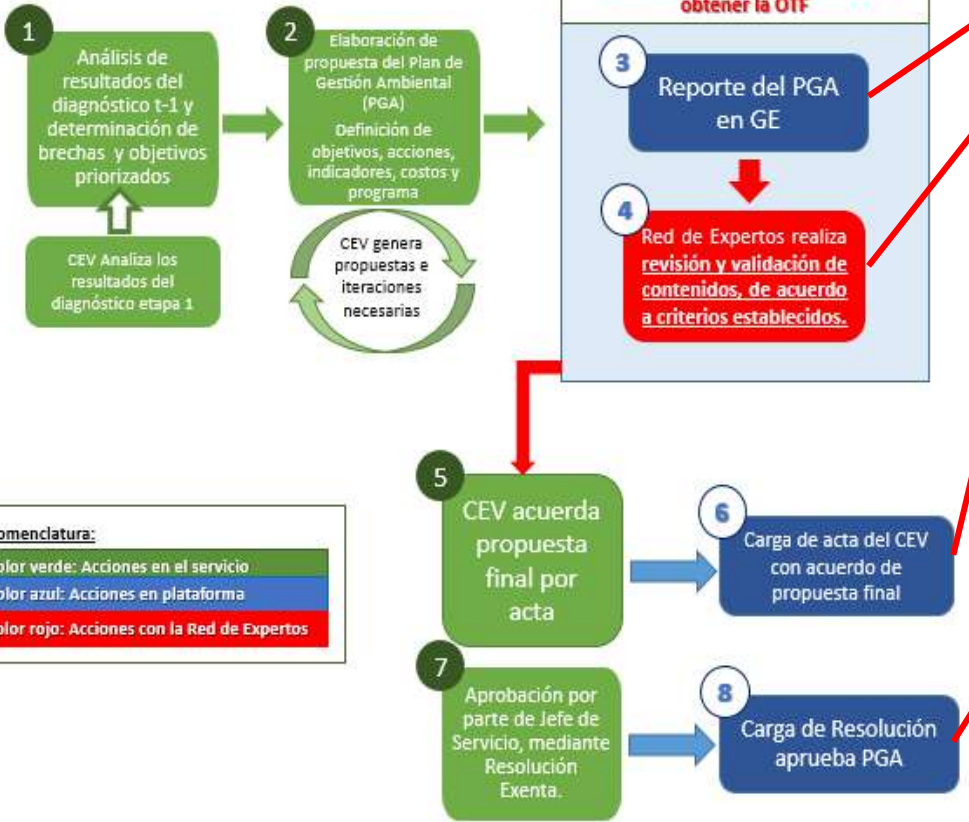 obtener la OTF
1
Análisis de
resultados del
diagnóstico t-1 y
determinación de
brechas y objetivos
priorizados
CEV Analiza los
resultados del
diagnóstico etapa 1
2
Elaboración de
propuesta del Plan de
Gestión Ambiental
(PGA)
Definición de
objetivos, acciones,
indicadores, costos y
programa
CEV genera
propuestas e
iteraciones
necesarias
3
Reporte del PGA
en GE
4
Red de Expertos realiza
revisión y validación de
contenidos, de acuerdo
a criterios establecidos.
5
CEV acuerda
propuesta
final por
acta
6
Carga de acta del CEV
con acuerdo de
propuesta final
7
Aprobación por
parte de Jefe de
Servicio, mediante
Resolución
Exenta.
8
Carga de Resolución
aprueba PGA
omenclatura:
olor verde: Acciones en el servicio
olor azul: Acciones en plataforma
olor rojo: Acciones con la Red de Expertos